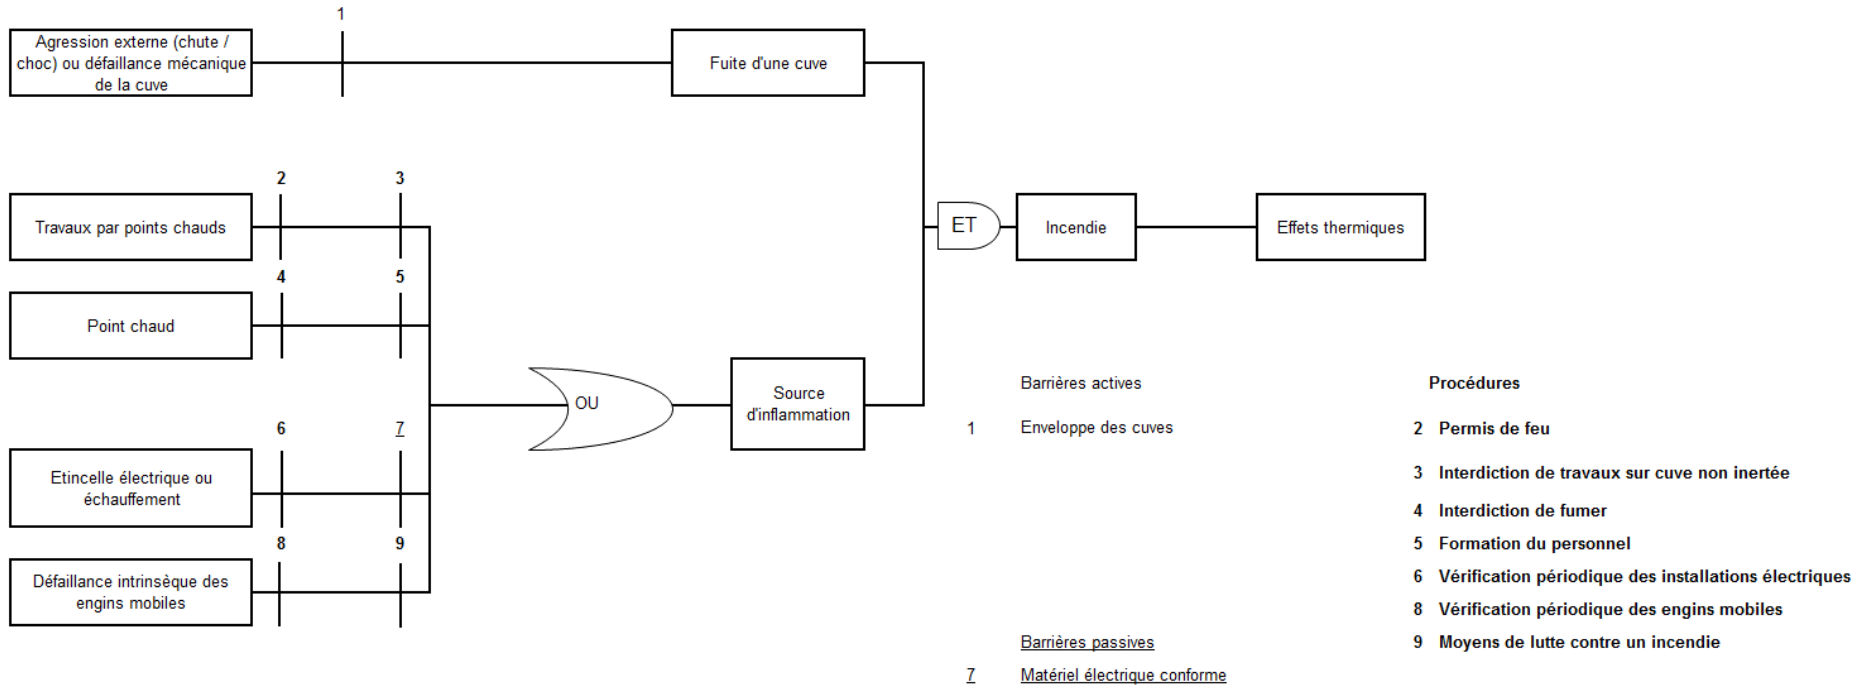 1
Agression externe (chute /
choc) ou défaillance mécanique
de la cuve
Fuite d'une cuve
2
3
Travaux par points chauds
ET
Incendie
Effets thermiques
4
5
Point chaud
OU
Source
d'inflammation
6
7
Etincelle électrique ou
échauffement
8
9
Défaillance intrinsèque des
engins mobiles
Barrières actives
1 Enveloppe des cuves
Barrières passives
7 Matériel électrique conforme
Procédures
2 Permis de feu
3 Interdiction de travaux sur cuve non inertée
4 Interdiction de fumer
5 Formation du personnel
6 Vérification périodique des installations électriques
8 Vérification périodique des engins mobiles
9 Moyens de lutte contre un incendie